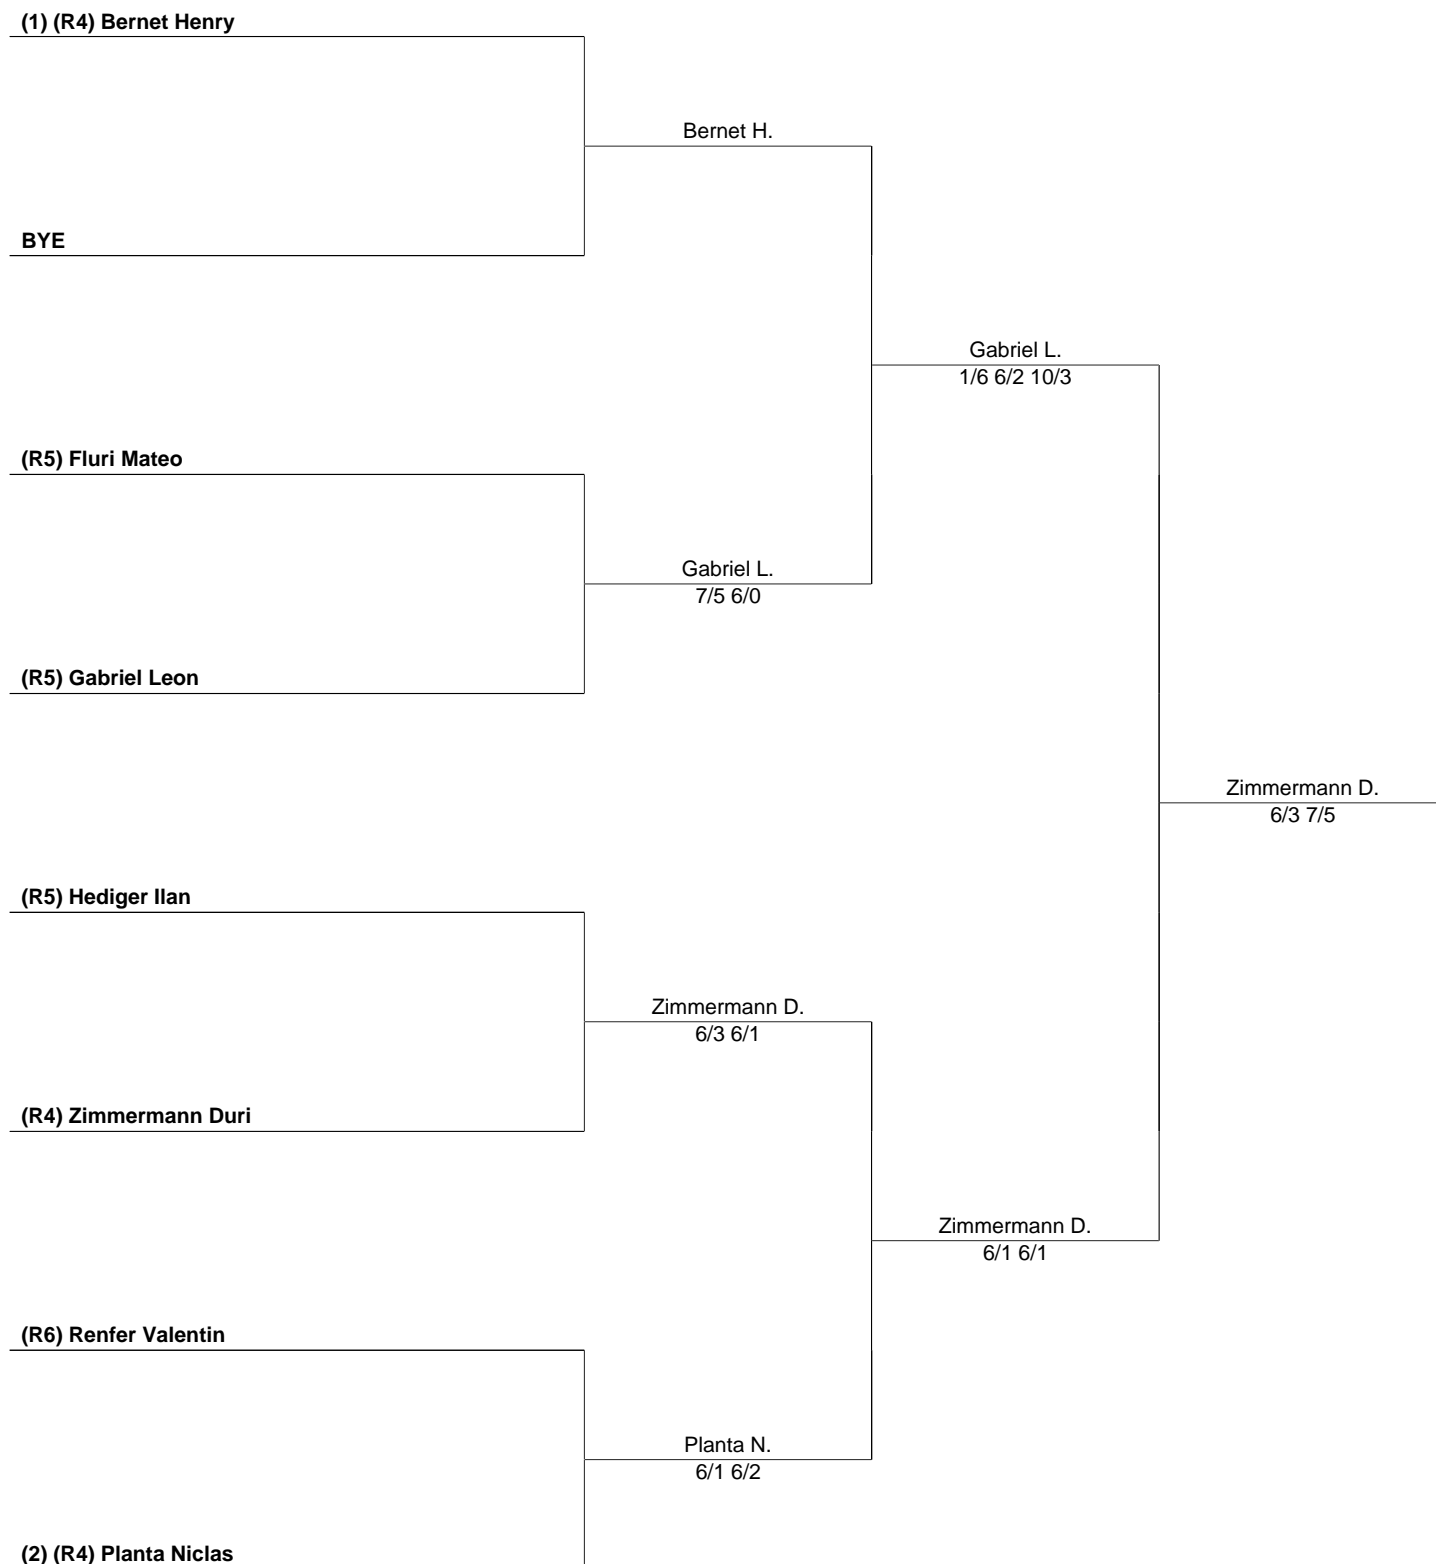 (1) (R4) Bernet Henry
Bernet H.
BYE
Gabriel L.
1/6 6/2 10/3
(R5) Fluri Mateo
Gabriel L.
7/5 6/0
(R5) Gabriel Leon
Zimmermann D.
6/3 7/5
(R5) Hediger Ilan
Zimmermann D.
6/3 6/1
(R4) Zimmermann Duri
Zimmermann D.
6/1 6/1
(R6) Renfer Valentin
Planta N.
6/1 6/2
(2) (R4) Planta Niclas